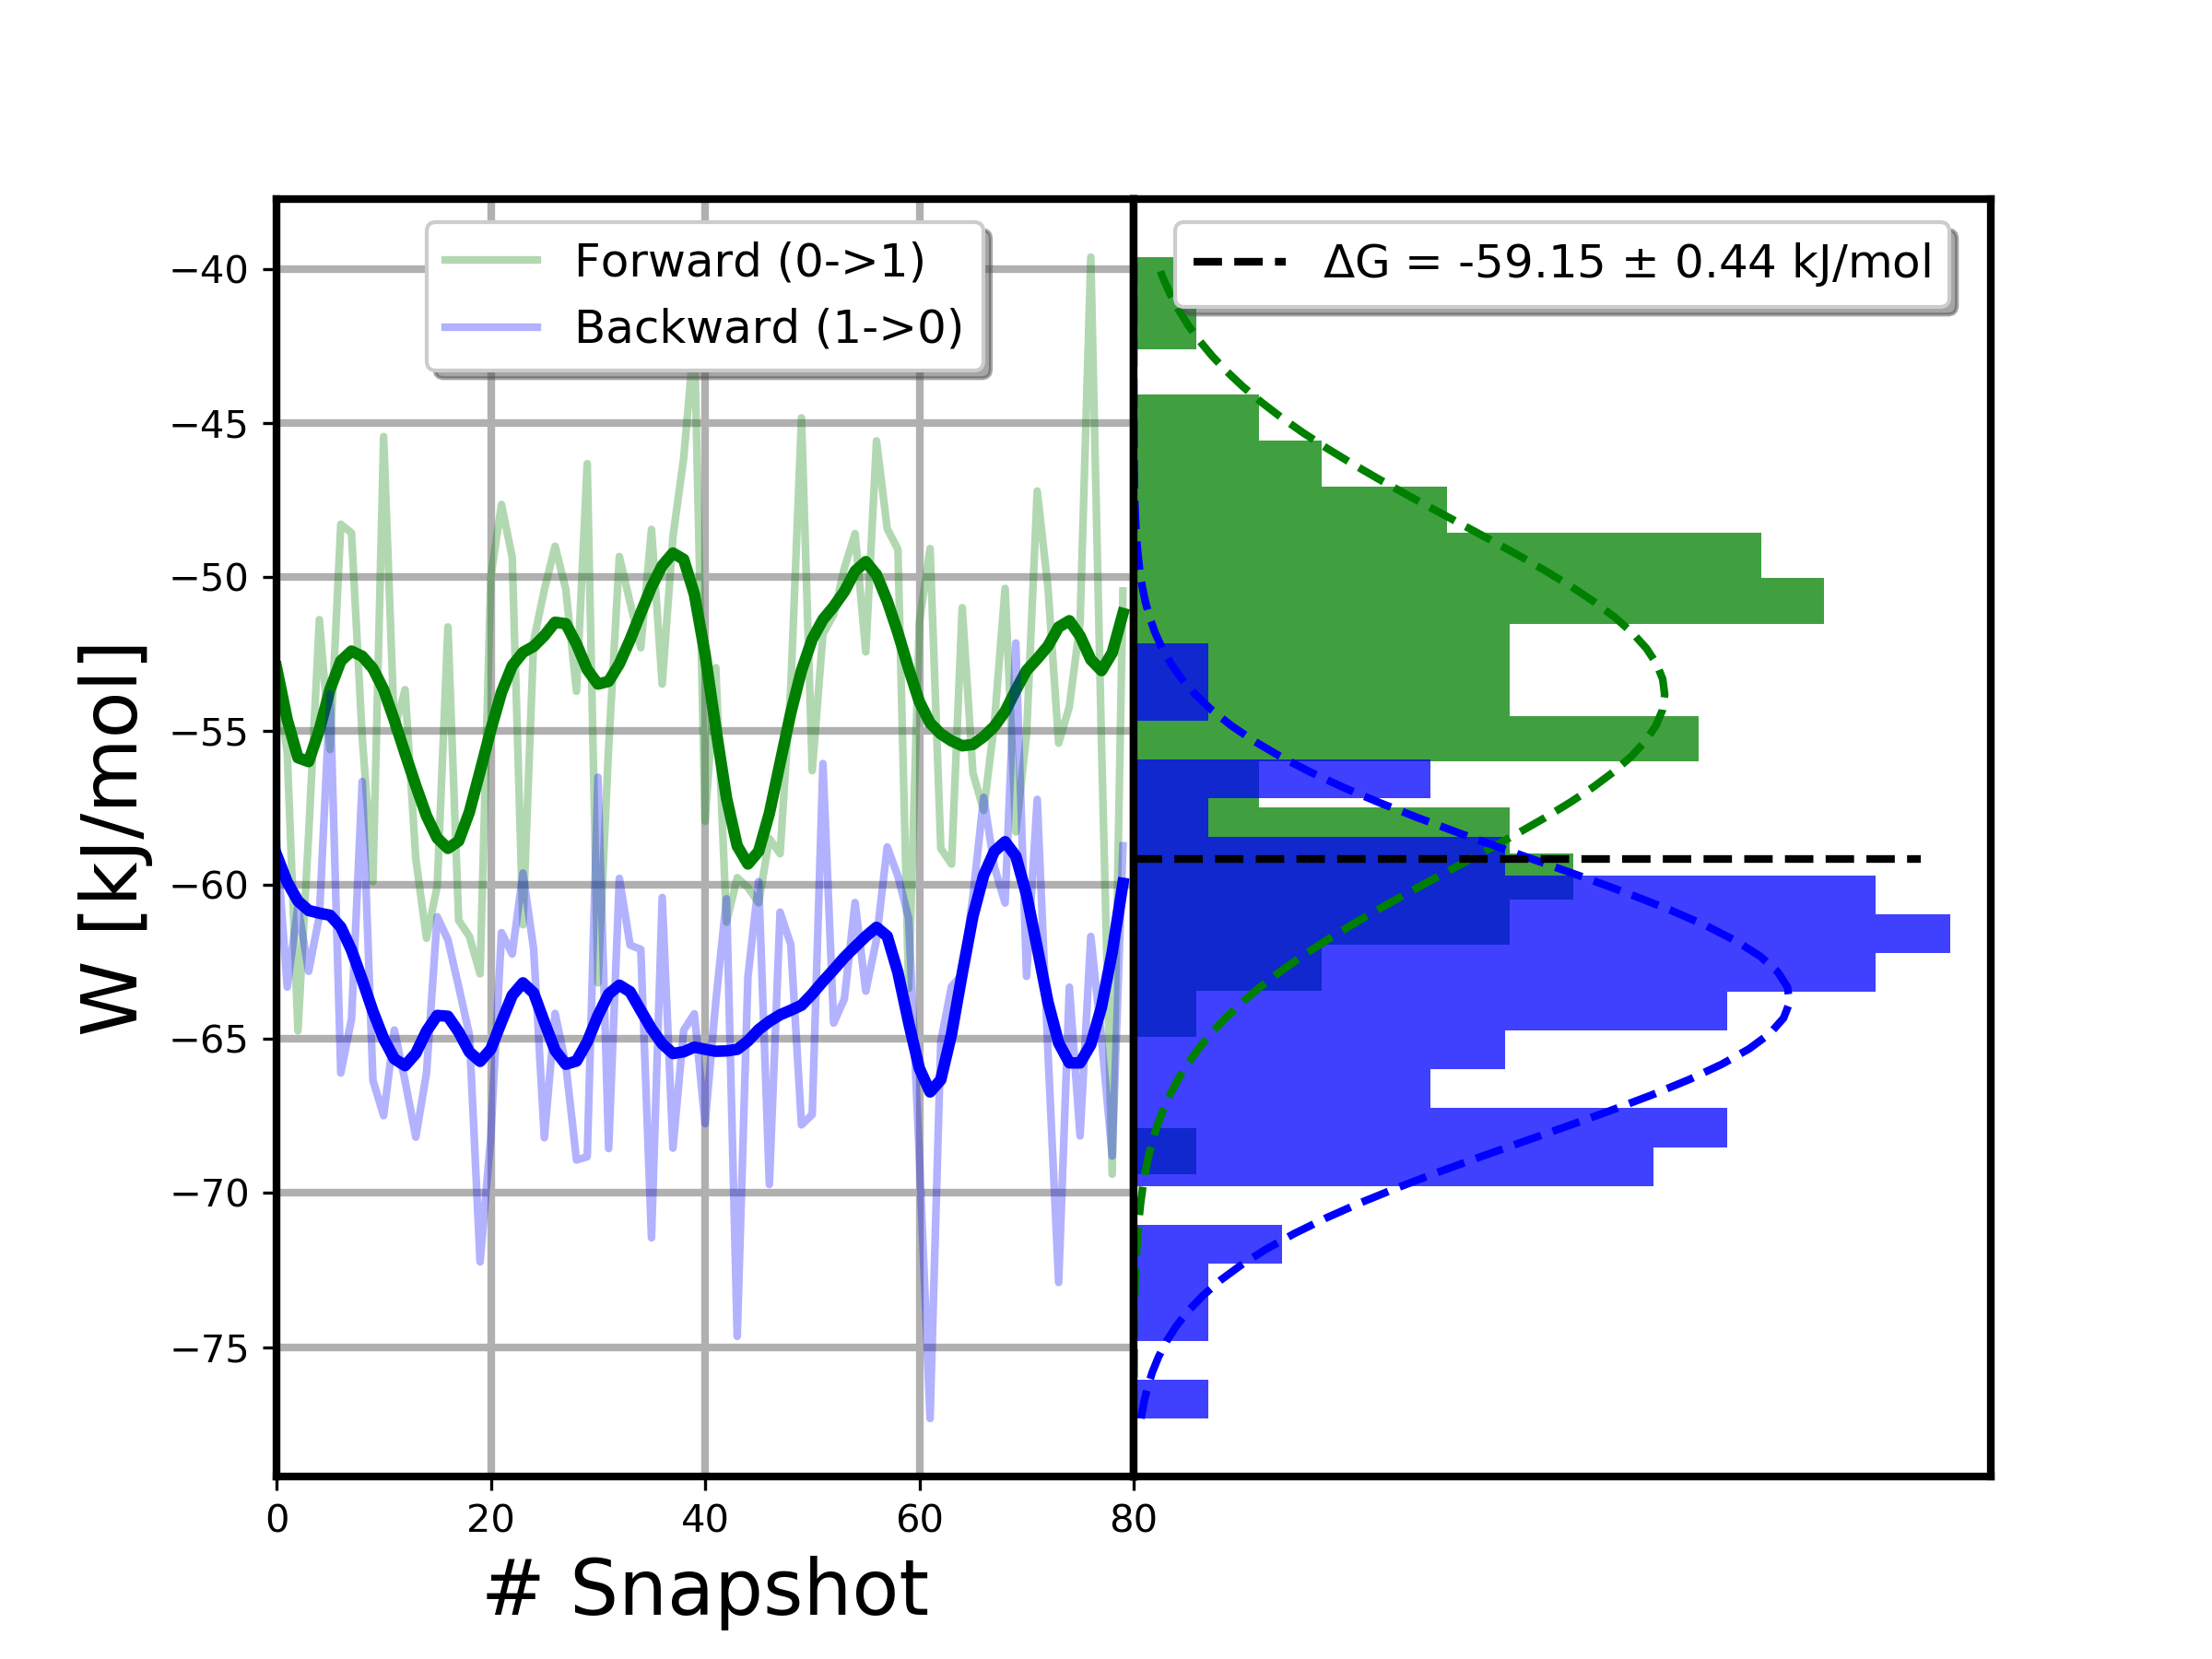 Forward (0->1)
Backward (1->0)
ΔG = -59.15 ± 0.44 kJ/mol
W [kJ/mol]
−40
−45
−50
−55
−60
−65
−70
−75
0 20 40 60 80
# Snapshot